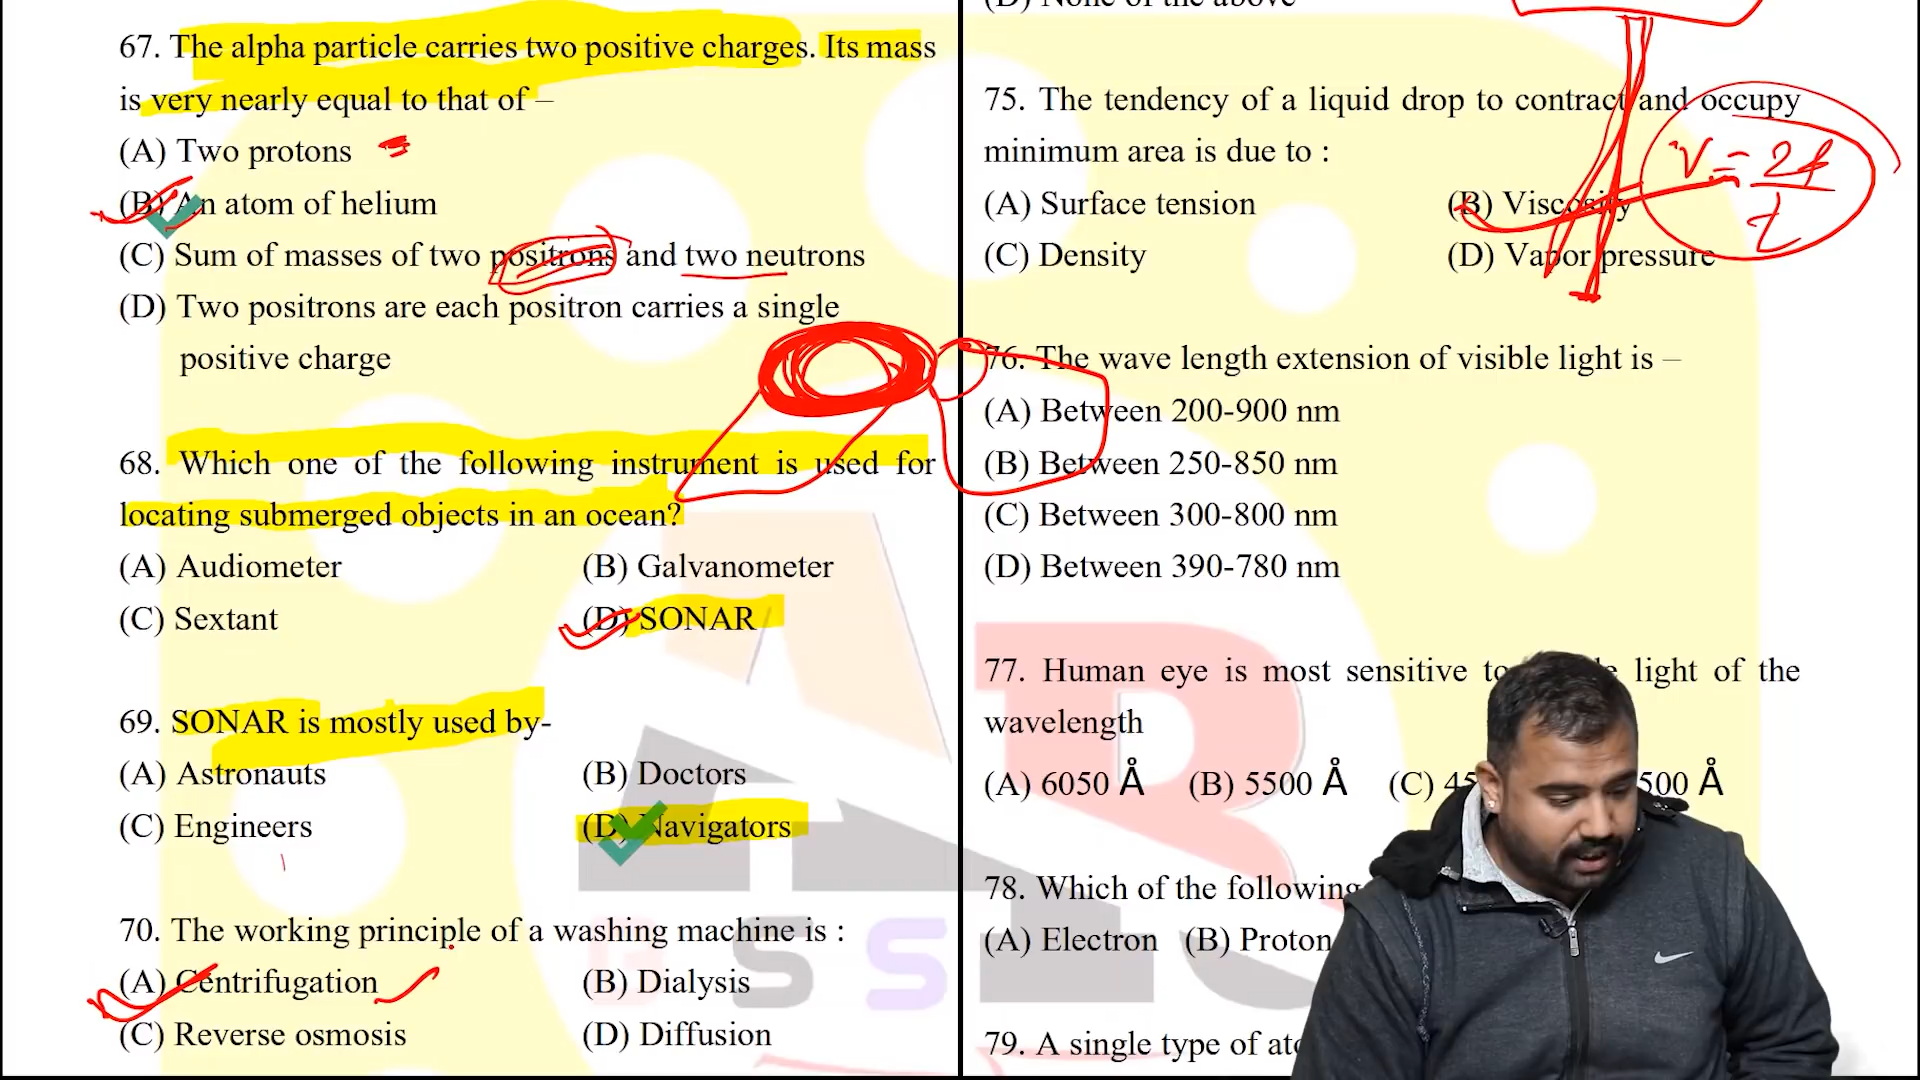 67. The alpha particle carries two positive charges. Its mass
is very nearly equal to that of –
(A) Two protons
(B) An atom of helium
(C) Sum of masses of two positrons and two neutrons
(D) Two positrons are each positron carries a single
positive charge
68. Which one of the following instrument is used for
locating submerged objects in an ocean?
(A) Audiometer (B) Galvanometer
(C) Sextant (D) SONAR
69. SONAR is mostly used by-
(A) Astronauts (B) Doctors
(C) Engineers (D) Navigators
70. The working principle of a washing machine is :
(A) Centrifugation (B) Dialysis
(C) Reverse osmosis (D) Diffusion
(D) None of the above
75. The tendency of a liquid drop to contract and occupy
minimum area is due to :
(A) Surface tension (B) Viscosity
(C) Density (D) Vapor pressure
76. The wave length extension of visible light is –
(A) Between 200-900 nm
(B) Between 250-850 nm
(C) Between 300-800 nm
(D) Between 390-780 nm
77. Human eye is most sensitive to light of the
wavelength
(A) 6050 Å (B) 5500 Å (C) 45 500 Å
78. Which of the following
(A) Electron (B) Proton
79. A single type of